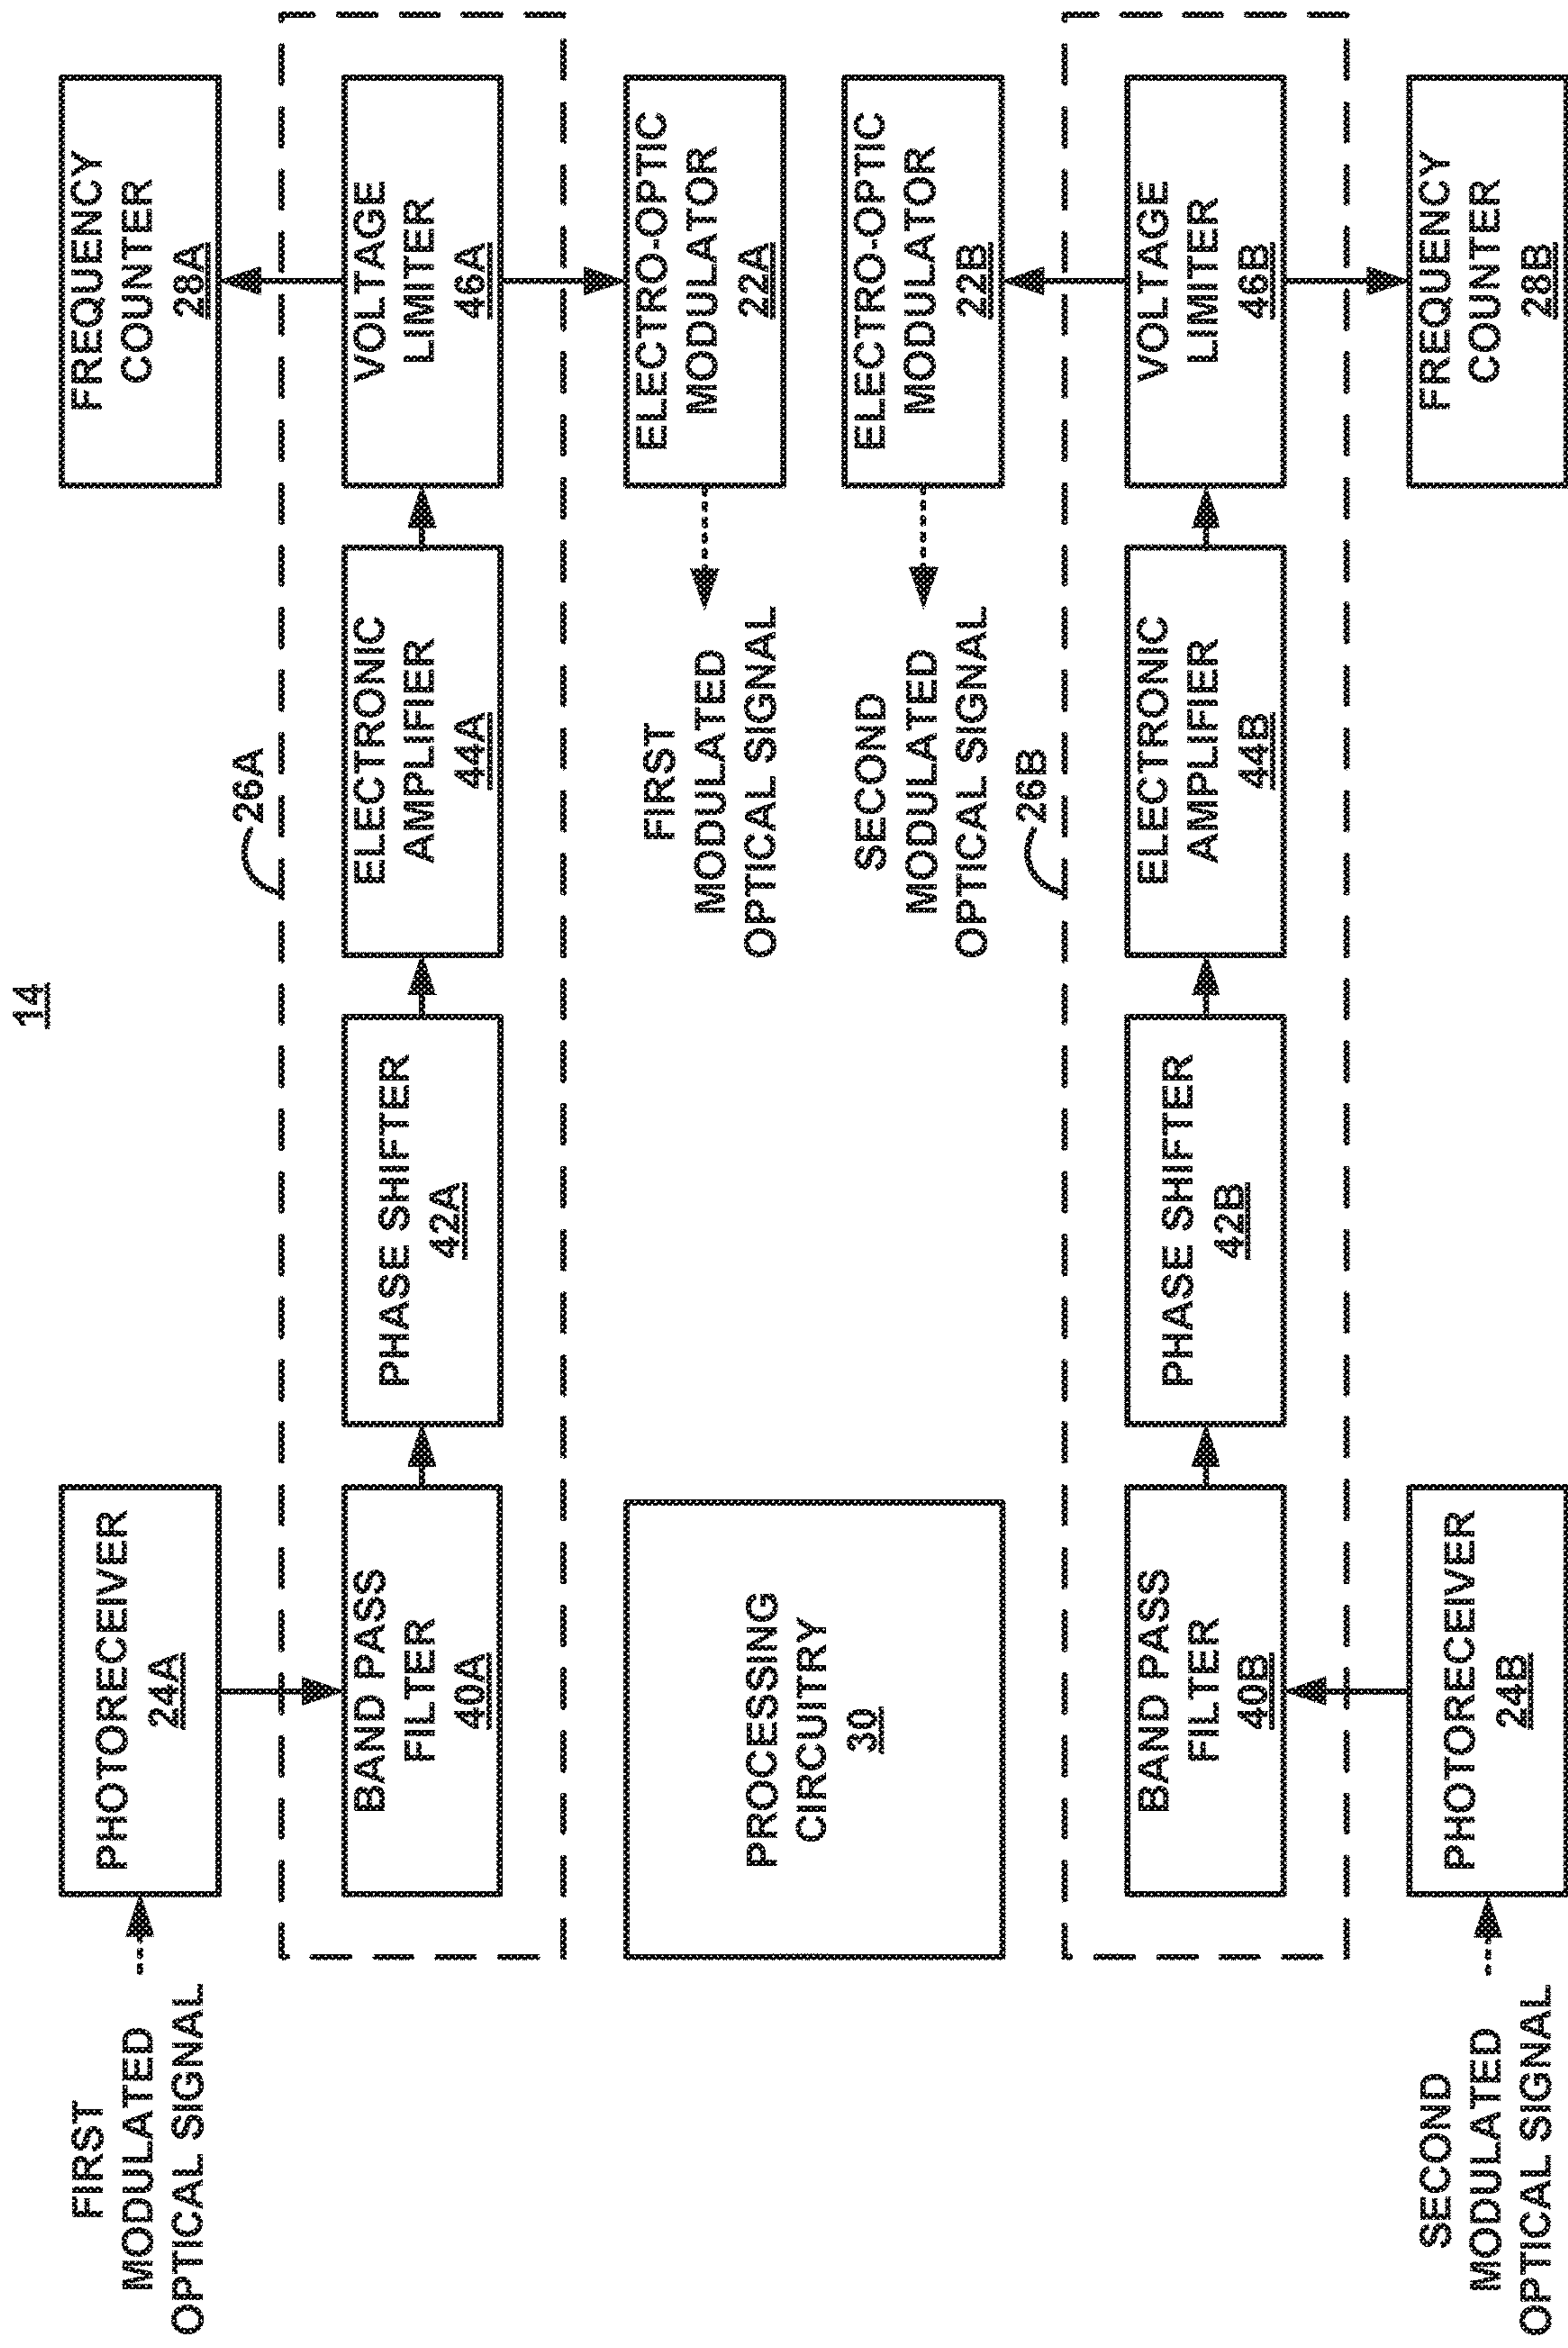 14
FIRST
MODULATED
OPTICAL SIGNAL
PHOTORECEIVER
24A
FREQUENCY
COUNTER
28A
26A
BAND PASS
FILTER
40A
PHASE SHIFTER
42A
ELECTRONIC
AMPLIFIER
44A
VOLTAGE
LIMITER
46A
PROCESSING
CIRCUITRY
30
FIRST
MODULATED
OPTICAL SIGNAL
ELECTRO-OPTIC
MODULATOR
22A
SECOND
MODULATED
OPTICAL SIGNAL
ELECTRO-OPTIC
MODULATOR
22B
26B
BAND PASS
FILTER
40B
PHASE SHIFTER
42B
ELECTRONIC
AMPLIFIER
44B
VOLTAGE
LIMITER
46B
SECOND
MODULATED
OPTICAL SIGNAL
PHOTORECEIVER
24B
FREQUENCY
COUNTER
28B